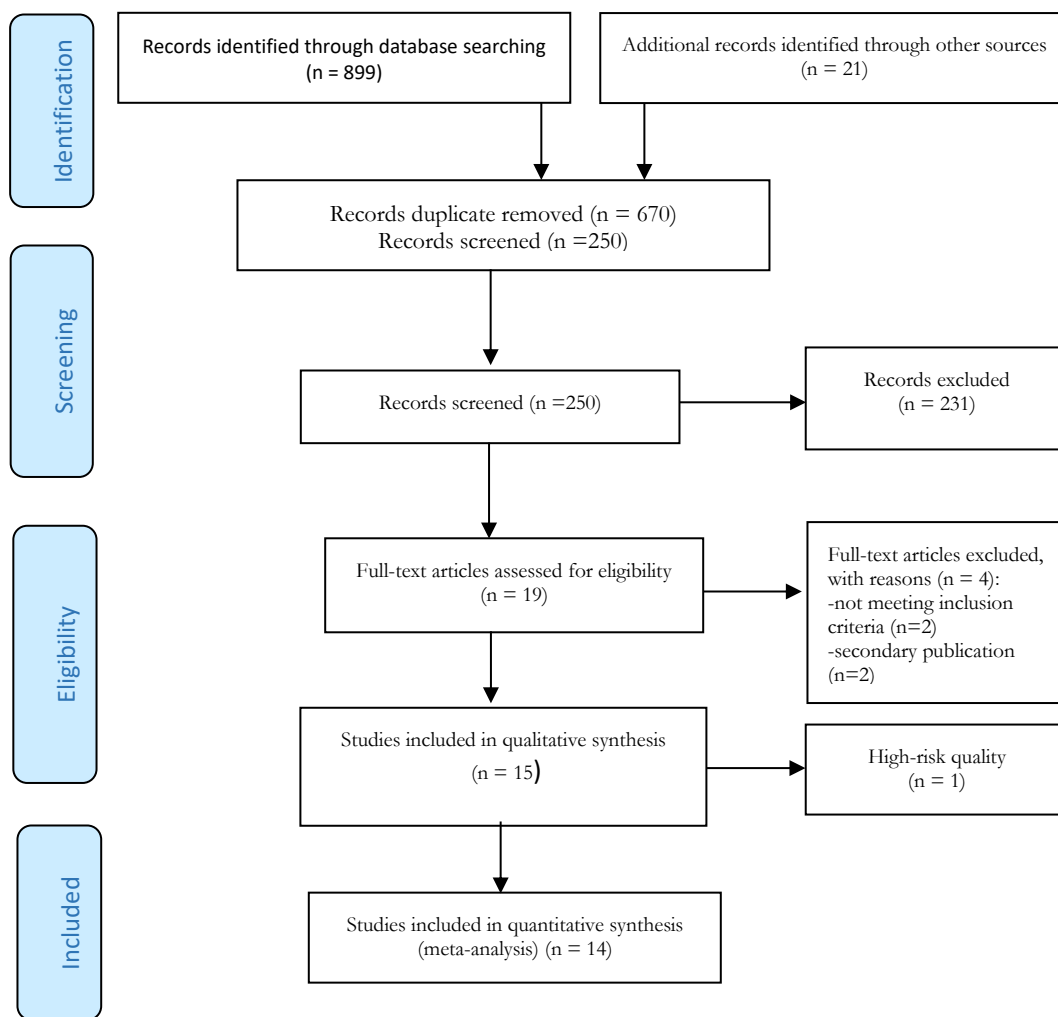 Identification
Records identified through database searching
(n = 899)
Additional records identified through other sources
(n = 21)
Records duplicate removed (n = 670)
Records screened (n =250)
Screening
Records screened (n =250)
Records excluded
(n = 231)
Eligibility
Full-text articles assessed for eligibility
(n = 19)
Full-text articles excluded,
with reasons (n = 4):
-not meeting inclusion
criteria (n=2)
-secondary publication
(n=2)
Studies included in qualitative synthesis
(n = 15)
High-risk quality
(n = 1)
Included
Studies included in quantitative synthesis
(meta-analysis) (n = 14)